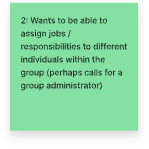 2: Wants to be able to
assign jobs /
responsibilities to different
individuals within the
group (perhaps calls for a
group administrator)